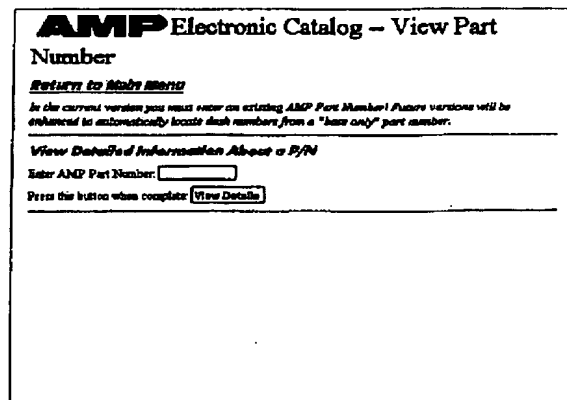 AMP Electronic Catalog – View Part
Number
Return to Main Menu
In the current version you must enter an existing AMP Part Number! Future versions will be
enhanced to automatically locate dash numbers from a "base only" part number.
View Detailed Information About a P/N
Enter AMP Part Number:
Press this button when complete: View Details